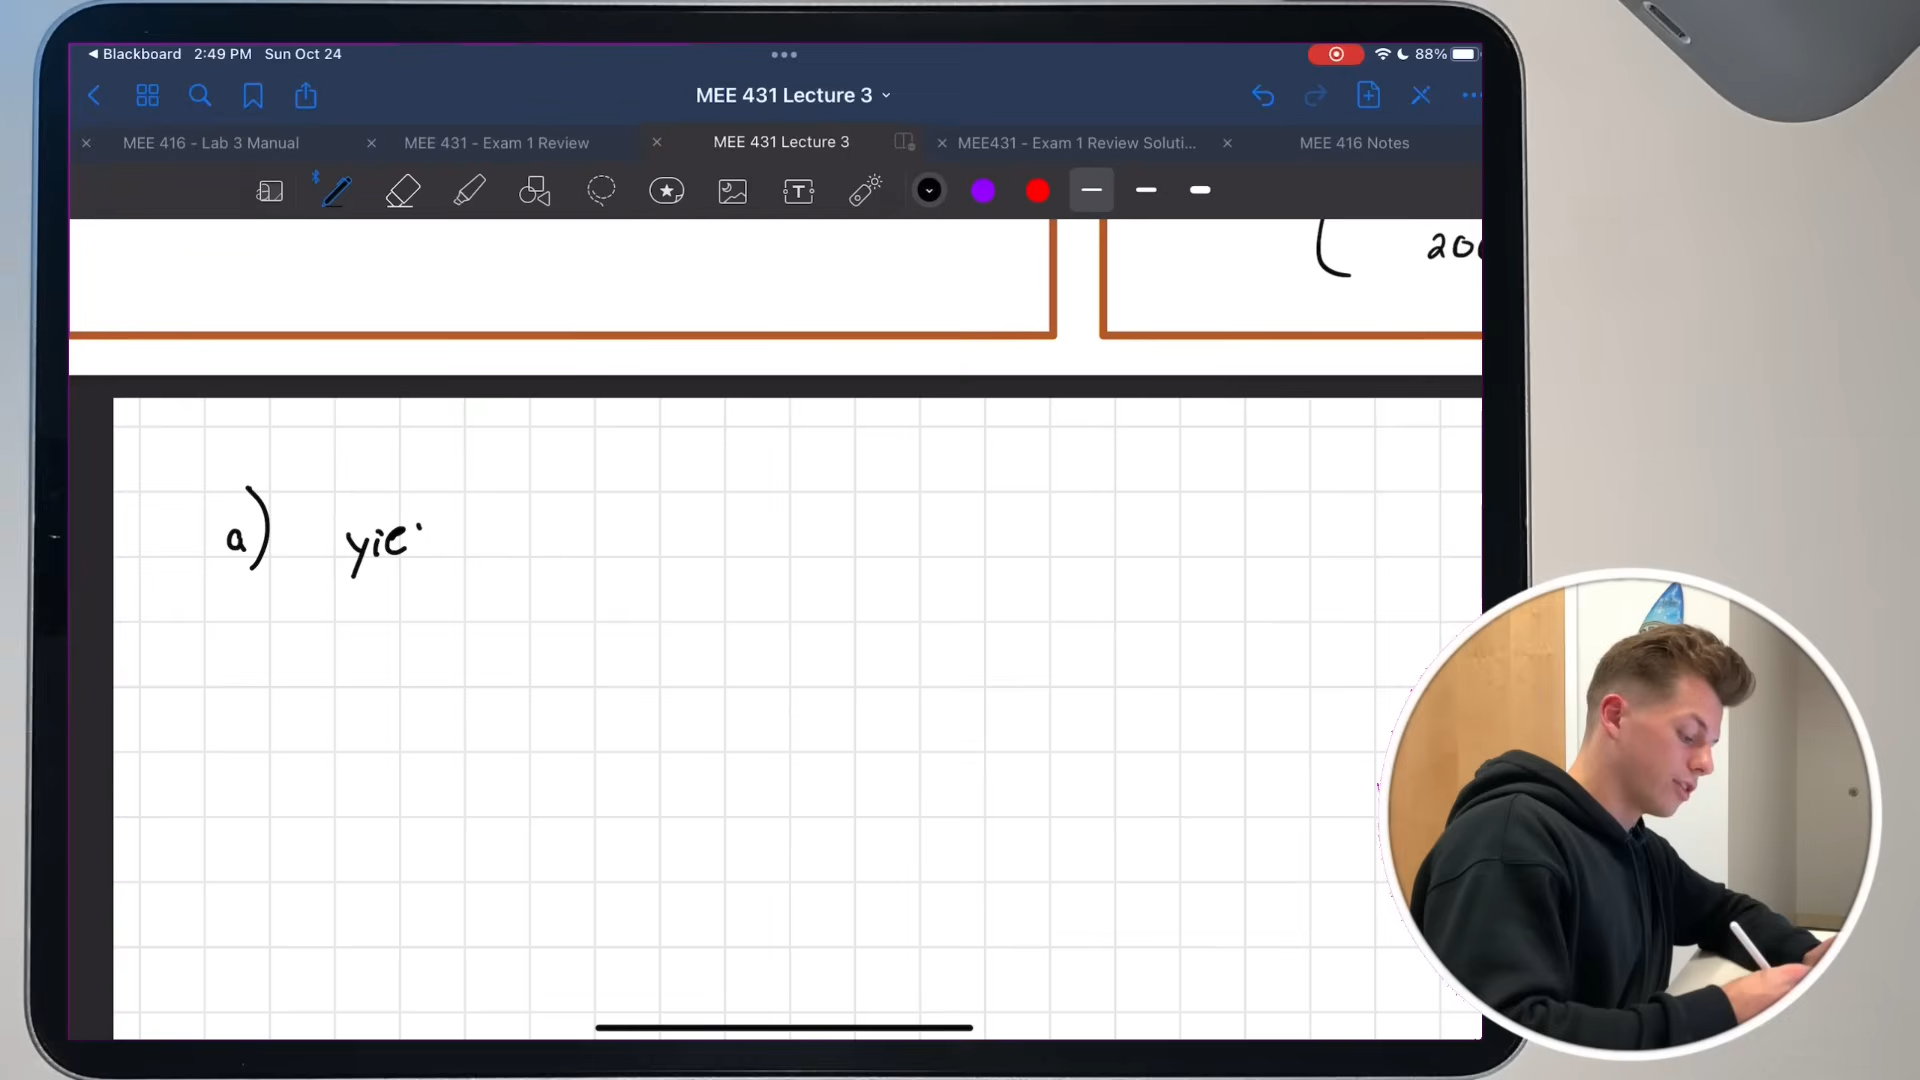 ◀ Blackboard 2:49 PM Sun Oct 24
88%
MEE 431 Lecture 3
MEE 416 - Lab 3 Manual
MEE 431 - Exam 1 Review
MEE 431 Lecture 3
MEE431 - Exam 1 Review Soluti...
MEE 416 Notes
T
a) yie